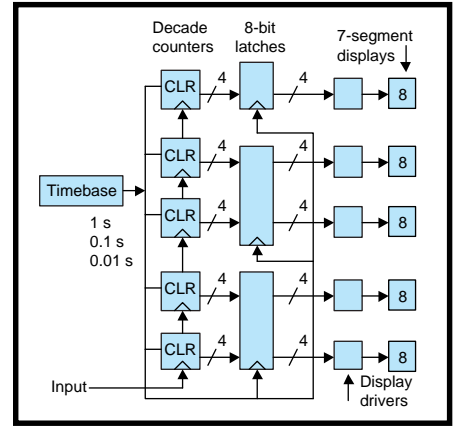 Decade
counters
8-bit
latches
7-segment
displays
CLR
4
4
8
CLR
4
4
8
Timebase
1 s
0.1 s
0.01 s
CLR
4
4
8
CLR
4
4
8
CLR
4
4
8
Input
Display
drivers